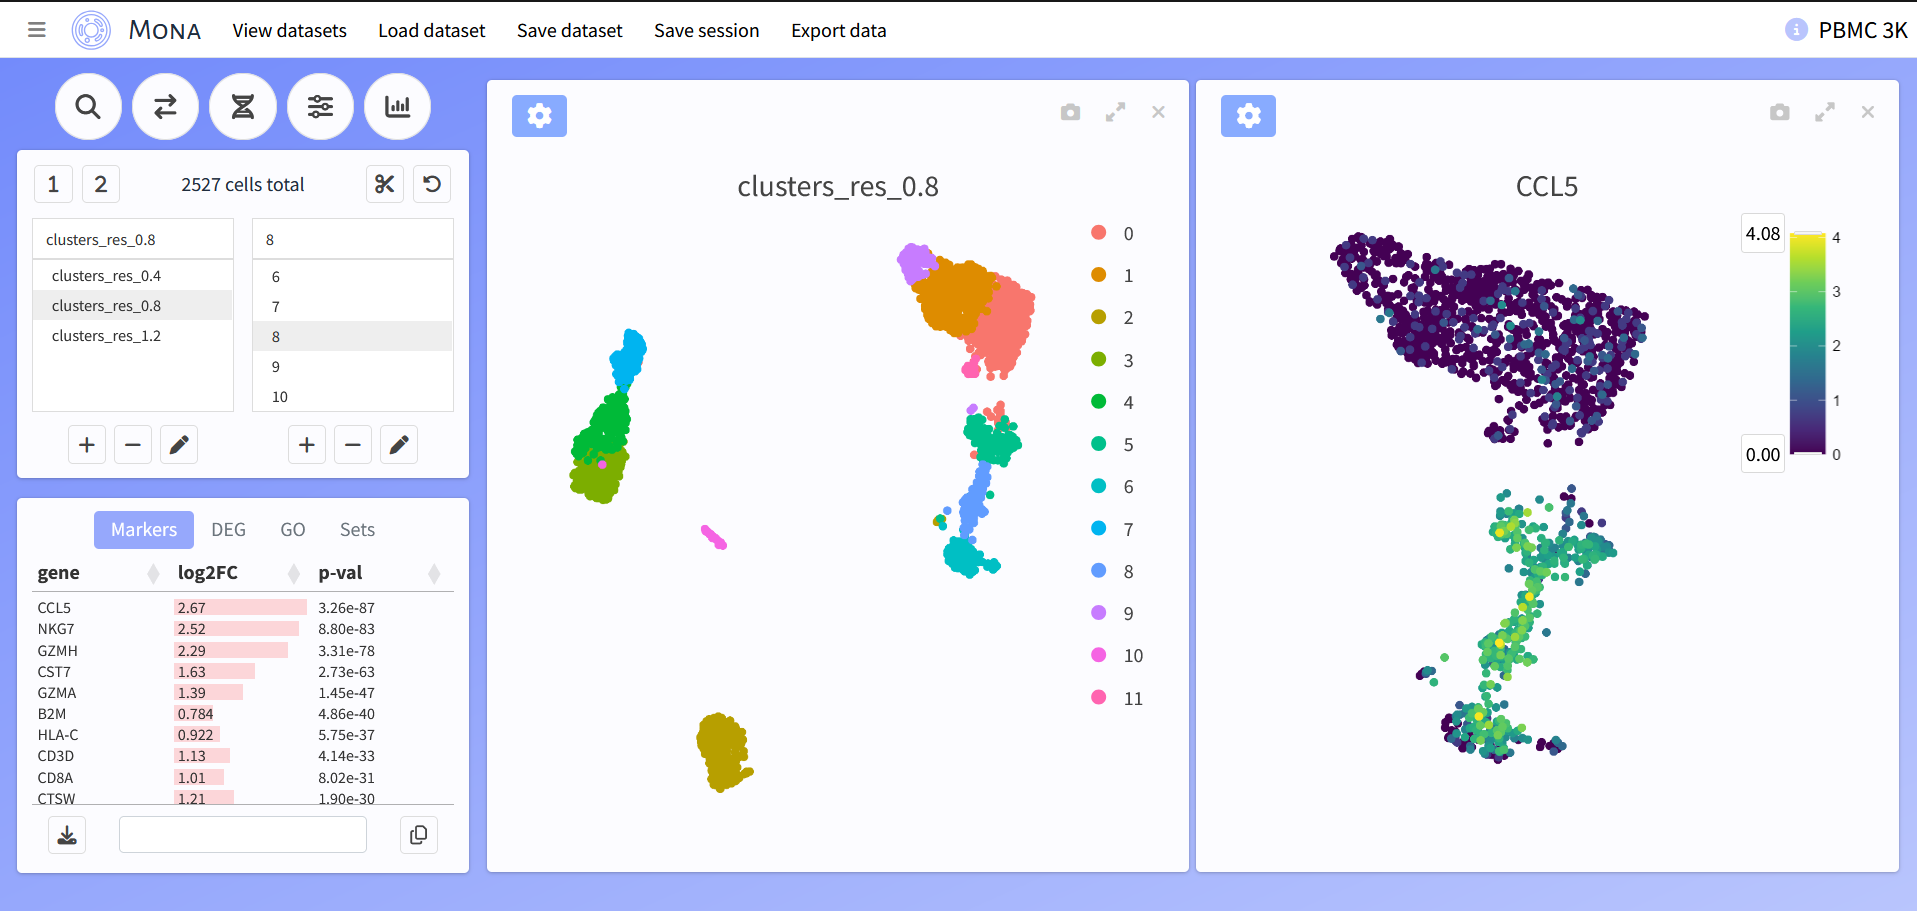 MONA View datasets Load dataset Save dataset Save session Export data i PBMC 3K
1 2 2527 cells total
clusters_res_0.8
clusters_res_0.4
clusters_res_0.8
clusters_res_1.2
8
6
7
8
9
10
Markers DEG GO Sets
gene log2FC p-val
CCL5 2.67 3.26e-87
NKG7 2.52 8.80e-83
GZMH 2.29 3.31e-78
CST7 1.63 2.73e-63
GZMA 1.39 1.45e-47
B2M 0.784 4.86e-40
HLA-C 0.922 5.75e-37
CD3D 1.13 4.14e-33
CD8A 1.01 8.02e-31
CTSW 1.21 1.90e-30
clusters_res_0.8
0
1
2
3
4
5
6
7
8
9
10
11
CCL5
4.08
0.00
4
3
2
1
0